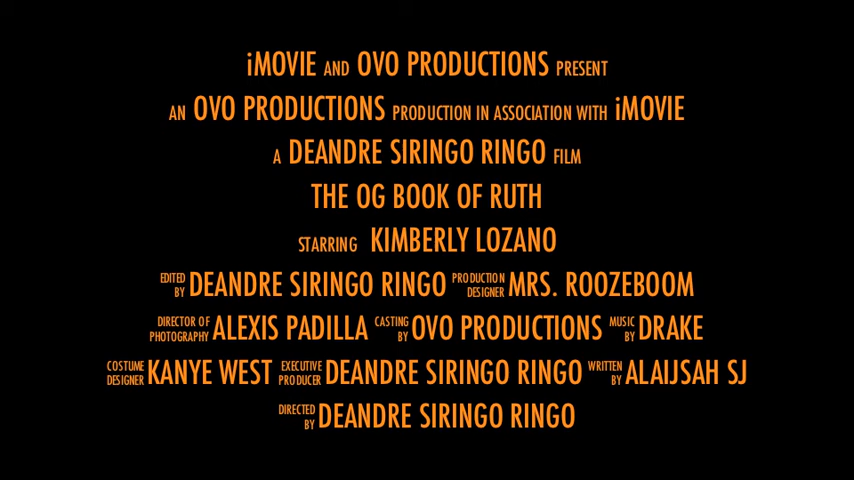 iMOVIE AND OVO PRODUCTIONS PRESENT
AN OVO PRODUCTIONS PRODUCTION IN ASSOCIATION WITH iMOVIE
A DEANDRE SIRINGO RINGO FILM
THE OG BOOK OF RUTH
STARRING KIMBERLY LOZANO
EDITED BY DEANDRE SIRINGO RINGO PRODUCTION DESIGNER MRS. ROOZEBOOM
DIRECTOR OF PHOTOGRAPHY ALEXIS PADILLA CASTING BY OVO PRODUCTIONS MUSIC BY DRAKE
COSTUME DESIGNER KANYE WEST EXECUTIVE PRODUCER DEANDRE SIRINGO RINGO WRITTEN BY ALAIJSAH SJ
DIRECTED BY DEANDRE SIRINGO RINGO